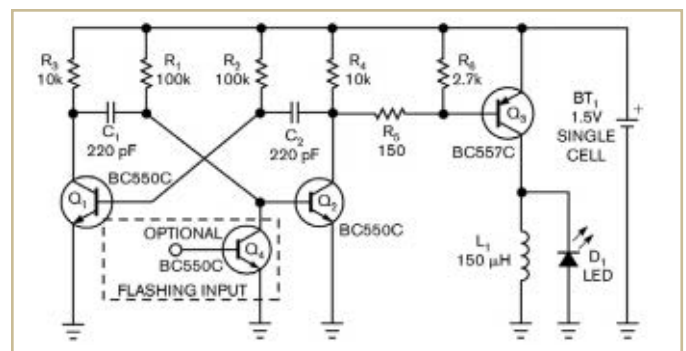 R3
10k
R1
100k
R2
100k
R4
10k
R6
2.7k
C1
220 pF
C2
220 pF
R5
150
Q3
BC557C
BT1
1.5V
SINGLE
CELL
+
BC550C
Q1
Q2
BC550C
OPTIONAL
Q4
BC550C
FLASHING INPUT
L1
150 μH
D1
LED